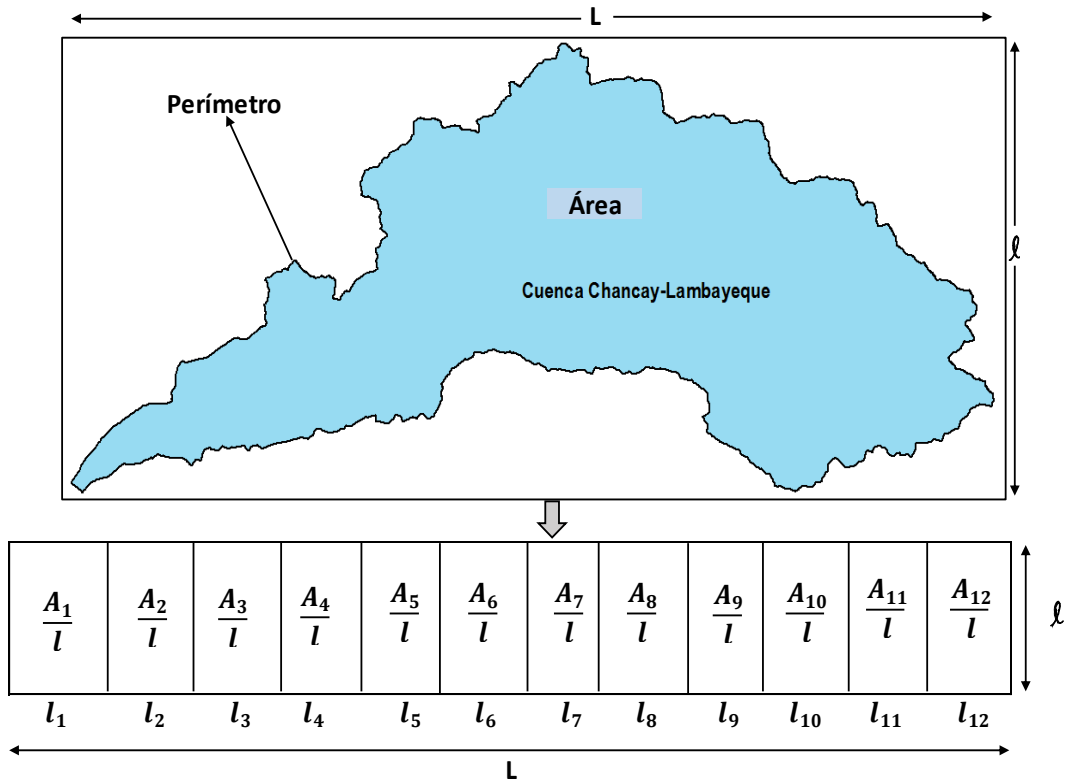 L
Perímetro
Área
ℓ
Cuenca Chancay-Lambayeque
A₁/l A₂/l A₃/l A₄/l A₅/l A₆/l A₇/l A₈/l A₉/l A₁₀/l A₁₁/l A₁₂/l ℓ
l₁ l₂ l₃ l₄ l₅ l₆ l₇ l₈ l₉ l₁₀ l₁₁ l₁₂
L